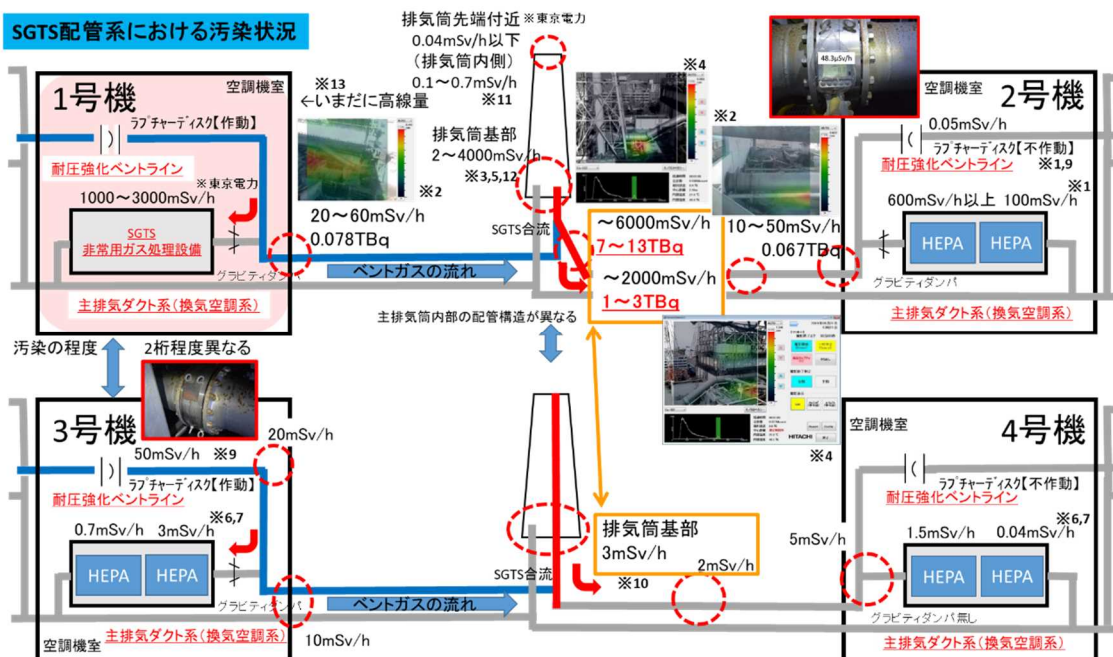 SGTS配管系における汚染状況
排気筒先端付近 ※東京電力
0.04mSv/h以下
(排気筒内側)
0.1～0.7mSv/h
※11
1号機
空調機室
※13
←いまだに高線量
ラプチャーディスク【作動】
耐圧強化ベントライン
※東京電力
1000～3000mSv/h
SGTS
非常用ガス処理設備
グラビティダンパ
主排気ダクト系(換気空調系)
※2
20～60mSv/h
0.078TBq
ベントガスの流れ
排気筒基部
2～4000mSv/h
※3,5,12
SGTS合流
※4
※2
～6000mSv/h
7～13TBq
～2000mSv/h
1～3TBq
10～50mSv/h
0.067TBq
48.3μSv/h
空調機室
2号機
0.05mSv/h
ラプチャーディスク【不作動】
耐圧強化ベントライン
※1,9
※1
600mSv/h以上 100mSv/h
HEPA HEPA
グラビティダンパ
主排気ダクト系(換気空調系)
主排気筒内部の配管構造が異なる
汚染の程度
2桁程度異なる
3号機
20mSv/h
50mSv/h ※9
ラプチャーディスク【作動】
耐圧強化ベントライン
0.7mSv/h 3mSv/h ※6,7
HEPA HEPA
グラビティダンパ
主排気ダクト系(換気空調系)
空調機室
10mSv/h
ベントガスの流れ
SGTS合流
※10
排気筒基部
3mSv/h
2mSv/h
HITACHI
※4
空調機室
4号機
ラプチャーディスク【不作動】
耐圧強化ベントライン
5mSv/h
※6,7
1.5mSv/h 0.04mSv/h
HEPA HEPA
グラビティダンパ無し
主排気ダクト系(換気空調系)